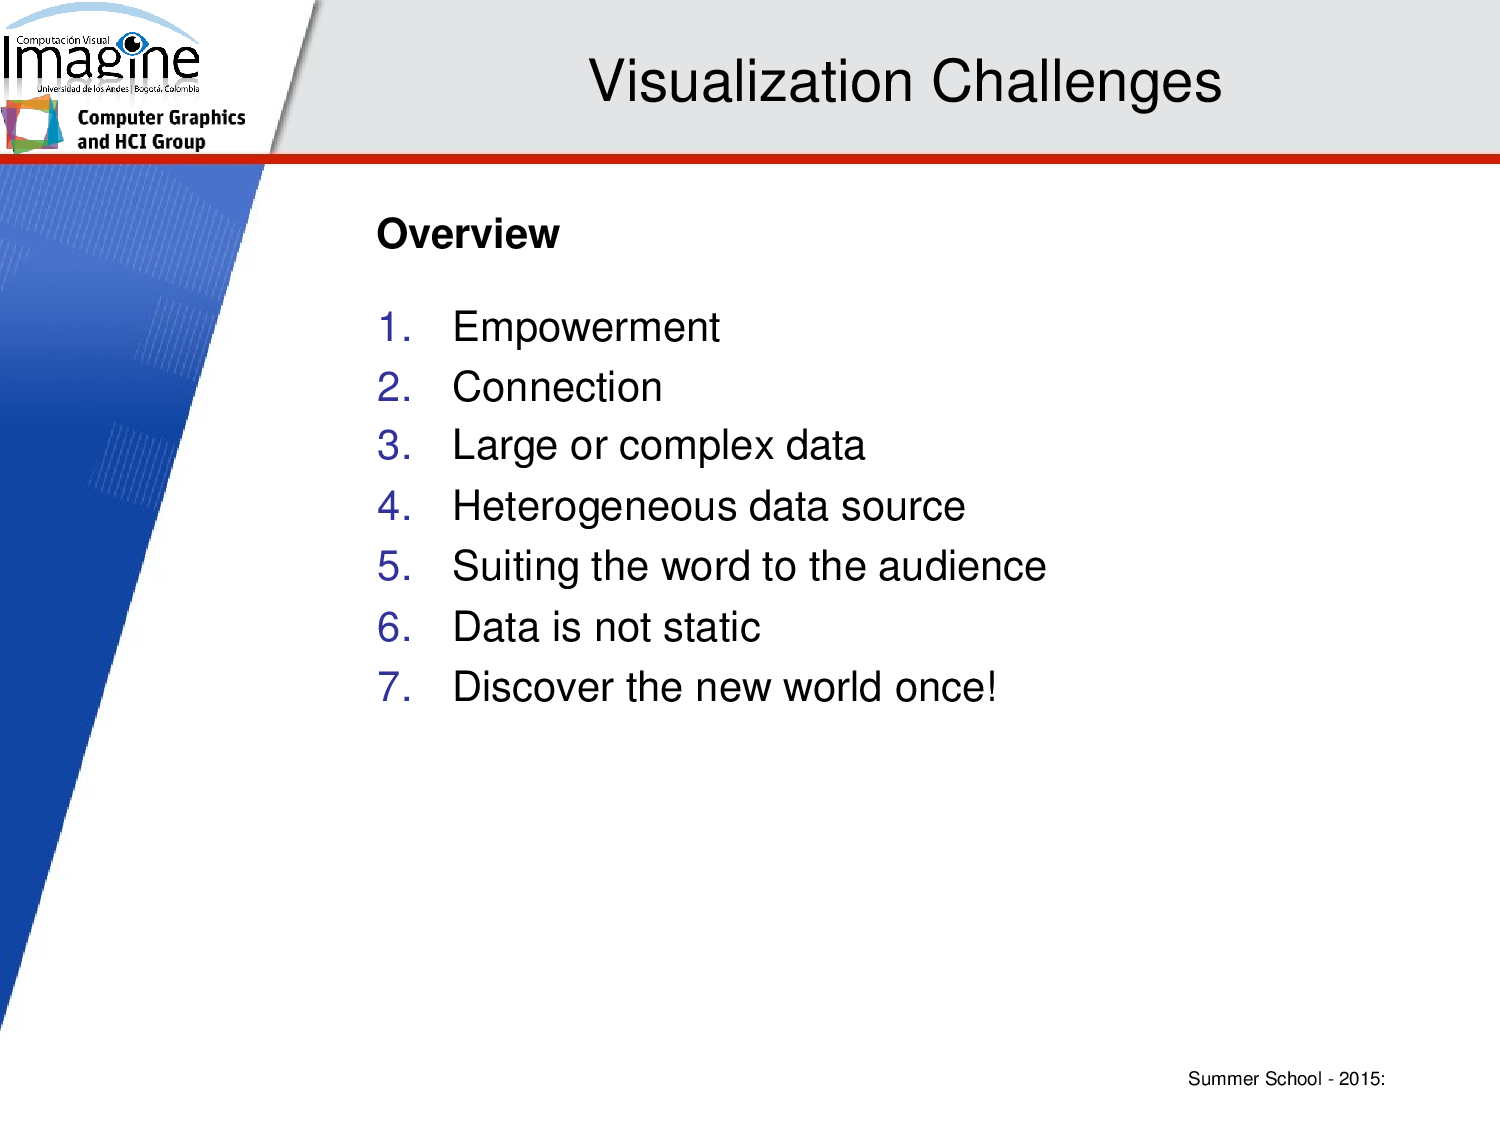 Computación Visual
Imagine
Universidad de los Andes | Bogotá, Colombia
Computer Graphics
and HCI Group
Visualization Challenges
Overview
1. Empowerment
2. Connection
3. Large or complex data
4. Heterogeneous data source
5. Suiting the word to the audience
6. Data is not static
7. Discover the new world once!
Summer School - 2015: